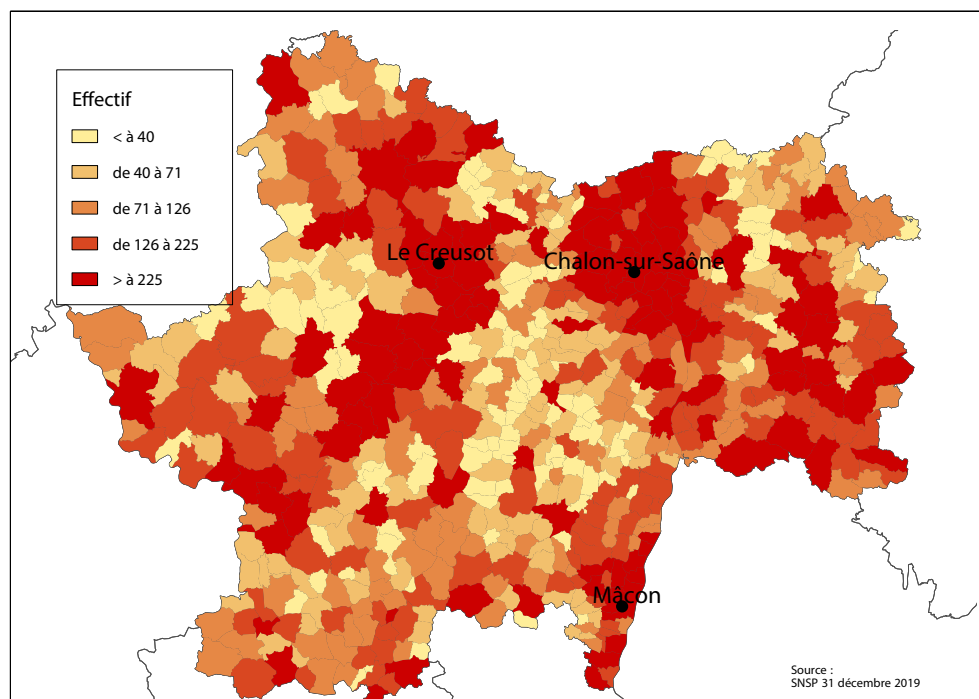 Effectif
< à 40
de 40 à 71
de 71 à 126
de 126 à 225
> à 225
Le Creusot
Chalon-sur-Saône
Mâcon
Source :
SNSP 31 décembre 2019